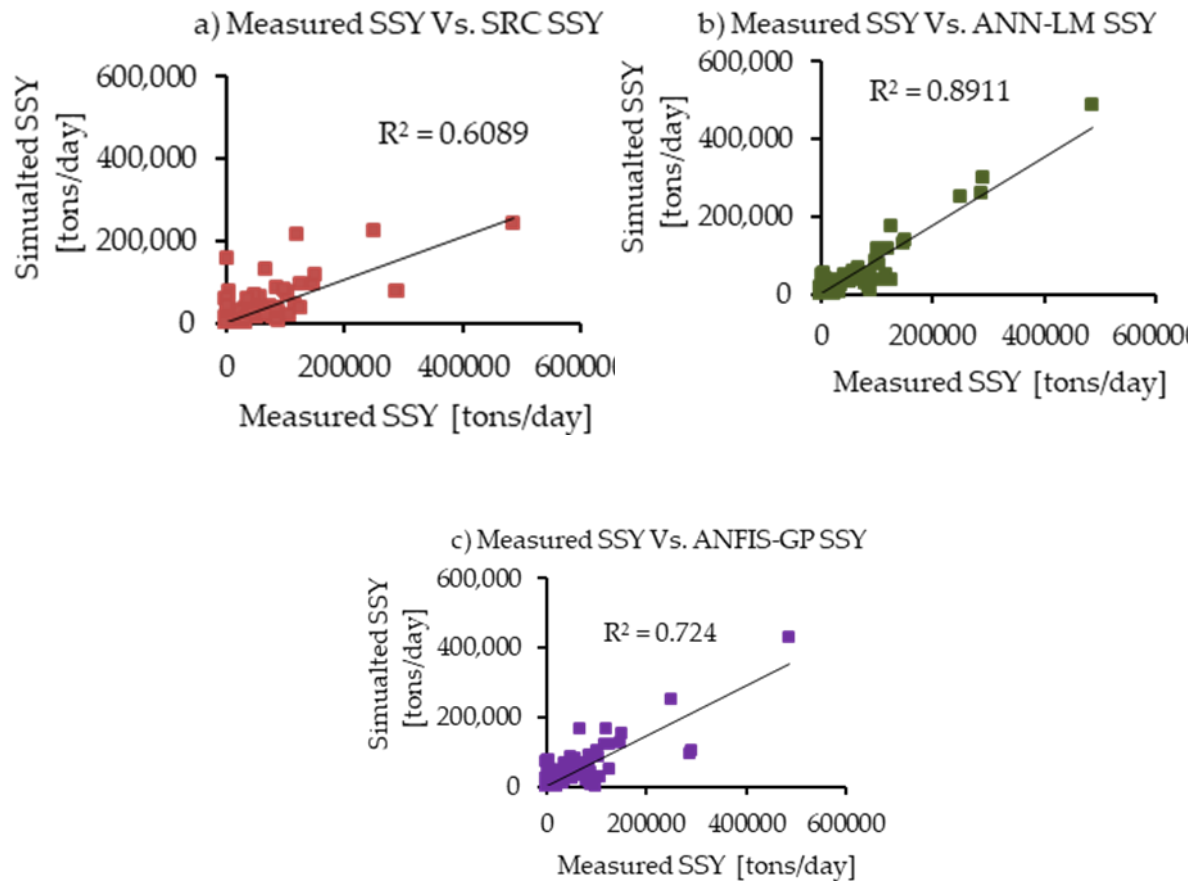 a) Measured SSY Vs. SRC SSY
Simualted SSY
[tons/day]
600,000
400,000
200,000
0
R² = 0.6089
0 200000 400000 600000
Measured SSY [tons/day]
b) Measured SSY Vs. ANN-LM SSY
Simualted SSY
[tons/day]
600,000
400,000
200,000
0
R² = 0.8911
0 200000 400000 600000
Measured SSY [tons/day]
c) Measured SSY Vs. ANFIS-GP SSY
Simualted SSY
[tons/day]
600,000
400,000
200,000
0
R² = 0.724
0 200000 400000 600000
Measured SSY [tons/day]